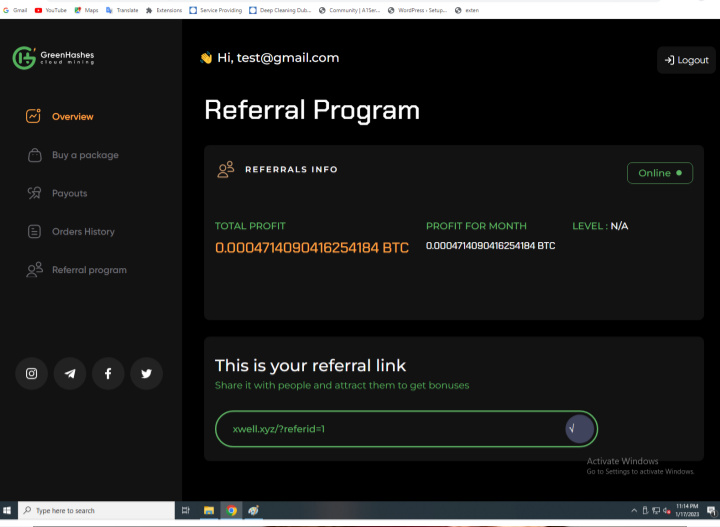 Gmail
YouTube
Maps
Translate
Extensions
Service Providing
Deep Cleaning Dub...
Community | A1Ser...
WordPress › Setup...
exten
GreenHashes
cloud mining
Hi, test@gmail.com
Logout
Overview
Buy a package
Payouts
Orders History
Referral program
Referral Program
REFERRALS INFO
Online
TOTAL PROFIT
0.0004714090416254184 BTC
PROFIT FOR MONTH
0.0004714090416254184 BTC
LEVEL : N/A
This is your referral link
Share it with people and attract them to get bonuses
xwell.xyz/?referid=1
√
Activate Windows
Go to Settings to activate Windows.
Type here to search
11:14 PM
1/17/2023